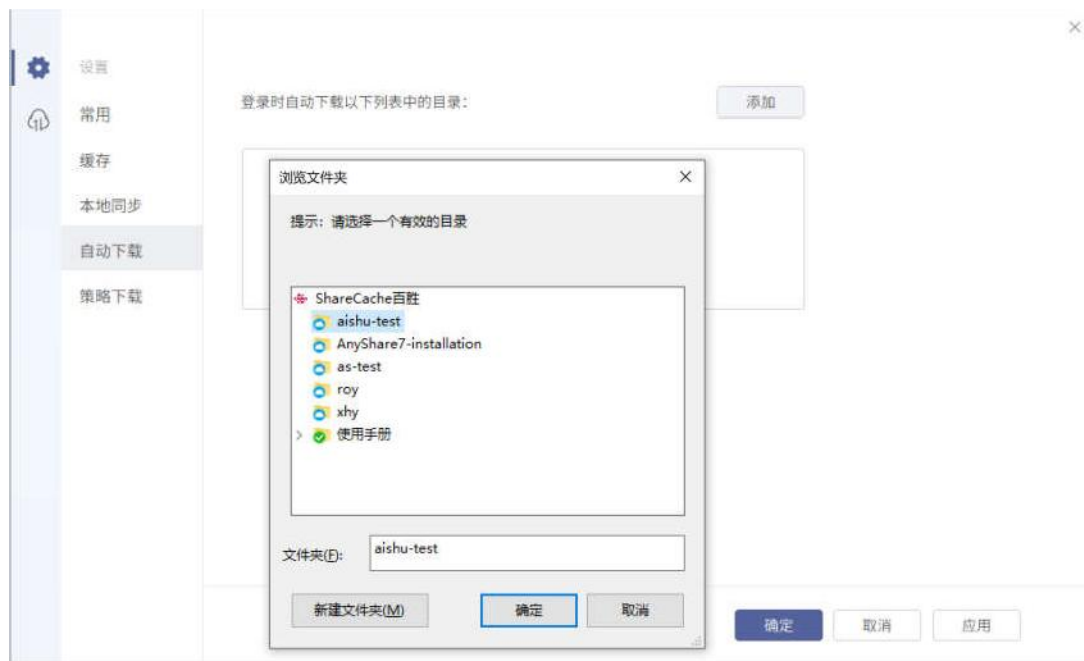 设置
常用
缓存
本地同步
自动下载
策略下载
登录时自动下载以下列表中的目录：
添加
浏览文件夹
提示：请选择一个有效的目录
ShareCache百胜
aishu-test
AnyShare7-installation
as-test
roy
xhy
使用手册
文件夹(F):
aishu-test
新建文件夹(M)
确定
取消
确定
取消
应用